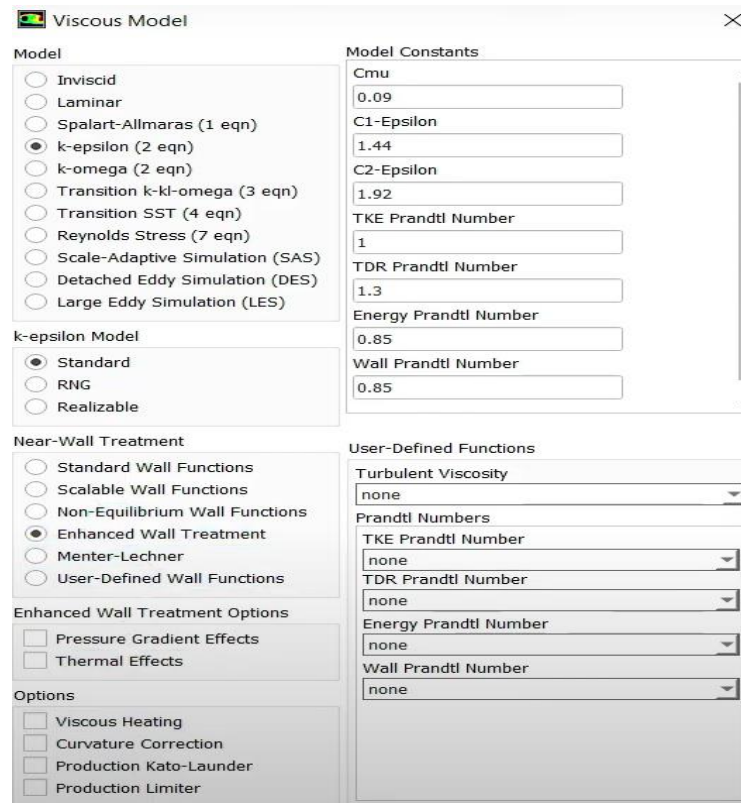 Viscous Model
Model
Inviscid
Laminar
Spalart-Allmaras (1 eqn)
k-epsilon (2 eqn)
k-omega (2 eqn)
Transition k-kl-omega (3 eqn)
Transition SST (4 eqn)
Reynolds Stress (7 eqn)
Scale-Adaptive Simulation (SAS)
Detached Eddy Simulation (DES)
Large Eddy Simulation (LES)
k-epsilon Model
Standard
RNG
Realizable
Near-Wall Treatment
Standard Wall Functions
Scalable Wall Functions
Non-Equilibrium Wall Functions
Enhanced Wall Treatment
Menter-Lechner
User-Defined Wall Functions
Enhanced Wall Treatment Options
Pressure Gradient Effects
Thermal Effects
Options
Viscous Heating
Curvature Correction
Production Kato-Launder
Production Limiter
Model Constants
Cmu
0.09
C1-Epsilon
1.44
C2-Epsilon
1.92
TKE Prandtl Number
1
TDR Prandtl Number
1.3
Energy Prandtl Number
0.85
Wall Prandtl Number
0.85
User-Defined Functions
Turbulent Viscosity
none
Prandtl Numbers
TKE Prandtl Number
none
TDR Prandtl Number
none
Energy Prandtl Number
none
Wall Prandtl Number
none